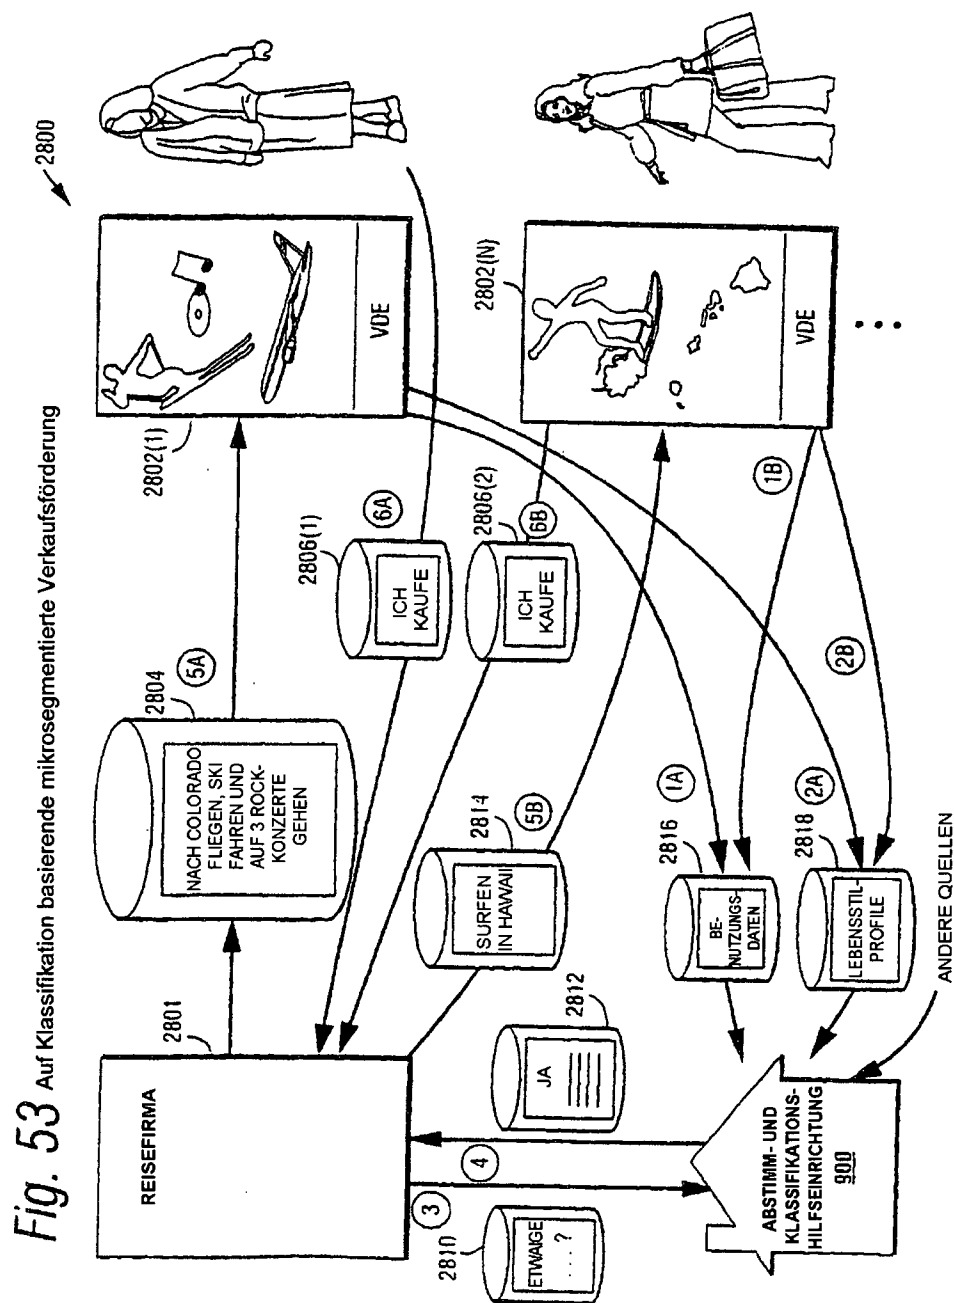 Fig. 53 Auf Klassifikation basierende mikrosegmentierte Verkaufsförderung
2800
REISEFIRMA
2801
NACH COLORADO
FLIEGEN, SKI
FAHREN UND
AUF 3 ROCK-
KONZERTE
GEHEN
2804
5A
2802(1)
VDE
2806(1)
6A
ICH
KAUFE
2806(2)
6B
ICH
KAUFE
2802(N)
VDE
SURFEN
IN HAWAII
2814
5B
3
4
2810
ETWAIGE
. . . . ?
JA
2812
1A
1B
2816
BE-
NUTZUNGS-
DATEN
2A
2B
2818
LEBENSSTIL-
PROFILE
ABSTIMM- UND
KLASSIFIKATIONS-
HILFSEINRICHTUNG
900
ANDERE QUELLEN